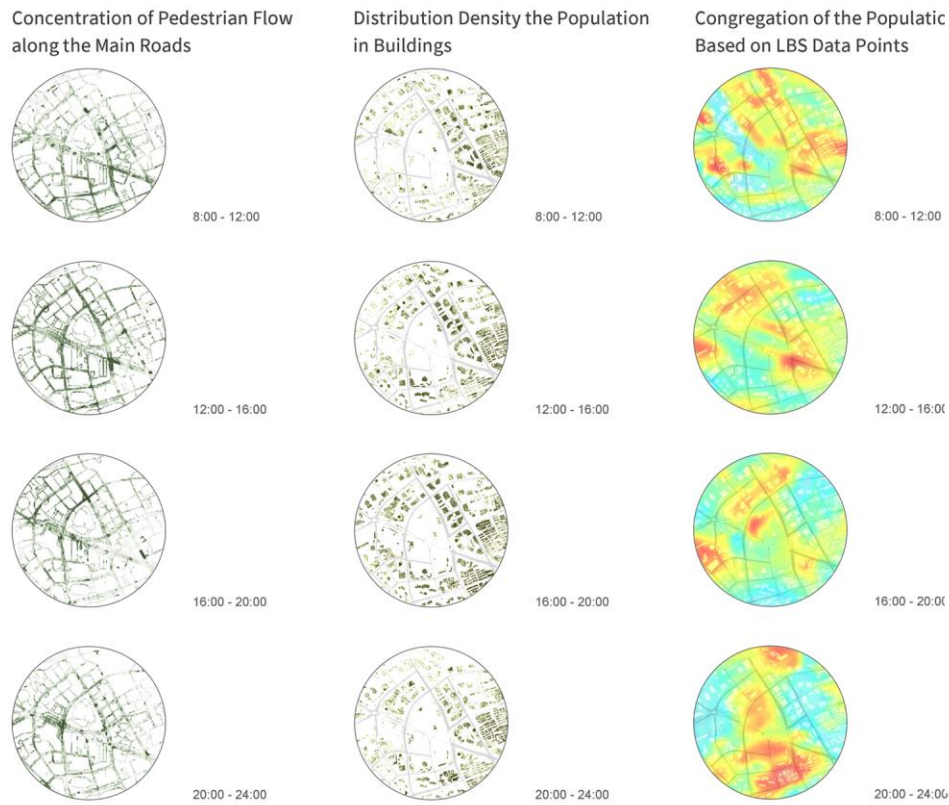 Concentration of Pedestrian Flow
along the Main Roads
Distribution Density the Population
in Buildings
Congregation of the Populatic
Based on LBS Data Points
8:00 - 12:00
8:00 - 12:00
8:00 - 12:00
12:00 - 16:00
12:00 - 16:00
12:00 - 16:00
16:00 - 20:00
16:00 - 20:00
16:00 - 20:00
20:00 - 24:00
20:00 - 24:00
20:00 - 24:00